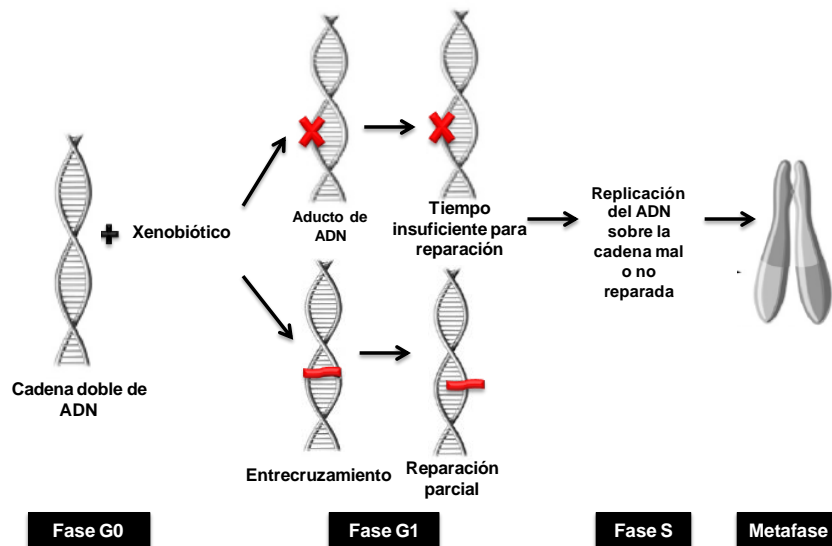 Cadena doble de
ADN
Xenobiótico
Aducto de
ADN
Tiempo
insuficiente para
reparación
Entrecruzamiento
Reparación
parcial
Replicación
del ADN
sobre la
cadena mal
o no
reparada
Fase G0
Fase G1
Fase S
Metafase